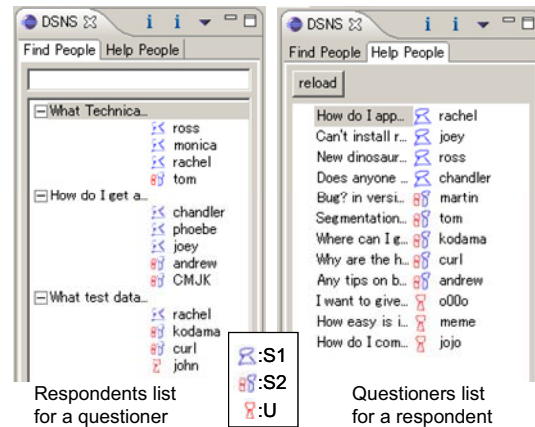 DSNS
Find People Help People
What Technica...
ross
monica
rachel
tom
How do I get a...
chandler
phoebe
joey
andrew
CMJK
What test data...
rachel
kodama
curl
john
Respondents list
for a questioner
:S1
:S2
:U
DSNS
Find People Help People
reload
How do I app... rachel
Can't install r... joey
New dinosaur... ross
Does anyone ... chandler
Bug? in versi... martin
Segmentation... tom
Where can I g... kodama
Why are the h... curl
Any tips on b... andrew
I want to give... o00o
How easy is i... meme
How do I com... jojo
Questioners list
for a respondent